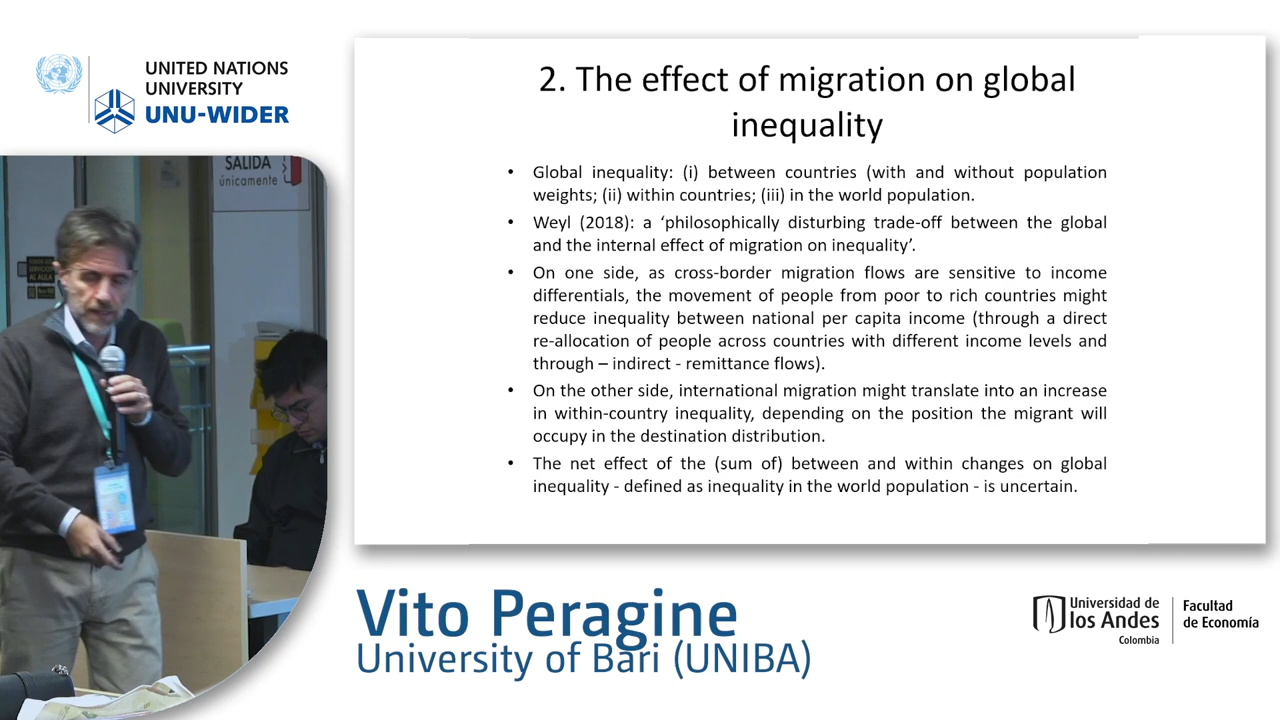 UNITED NATIONS
UNIVERSITY
UNU-WIDER
SALIDA
únicamente
2. The effect of migration on global
inequality
• Global inequality: (i) between countries (with and without population
weights; (ii) within countries; (iii) in the world population.
• Weyl (2018): a ‘philosophically disturbing trade-off between the global
and the internal effect of migration on inequality’.
• On one side, as cross-border migration flows are sensitive to income
differentials, the movement of people from poor to rich countries might
reduce inequality between national per capita income (through a direct
re-allocation of people across countries with different income levels and
through – indirect - remittance flows).
• On the other side, international migration might translate into an increase
in within-country inequality, depending on the position the migrant will
occupy in the destination distribution.
• The net effect of the (sum of) between and within changes on global
inequality - defined as inequality in the world population - is uncertain.
Vito Peragine
University of Bari (UNIBA)
Universidad de
los Andes
Colombia
Facultad
de Economía